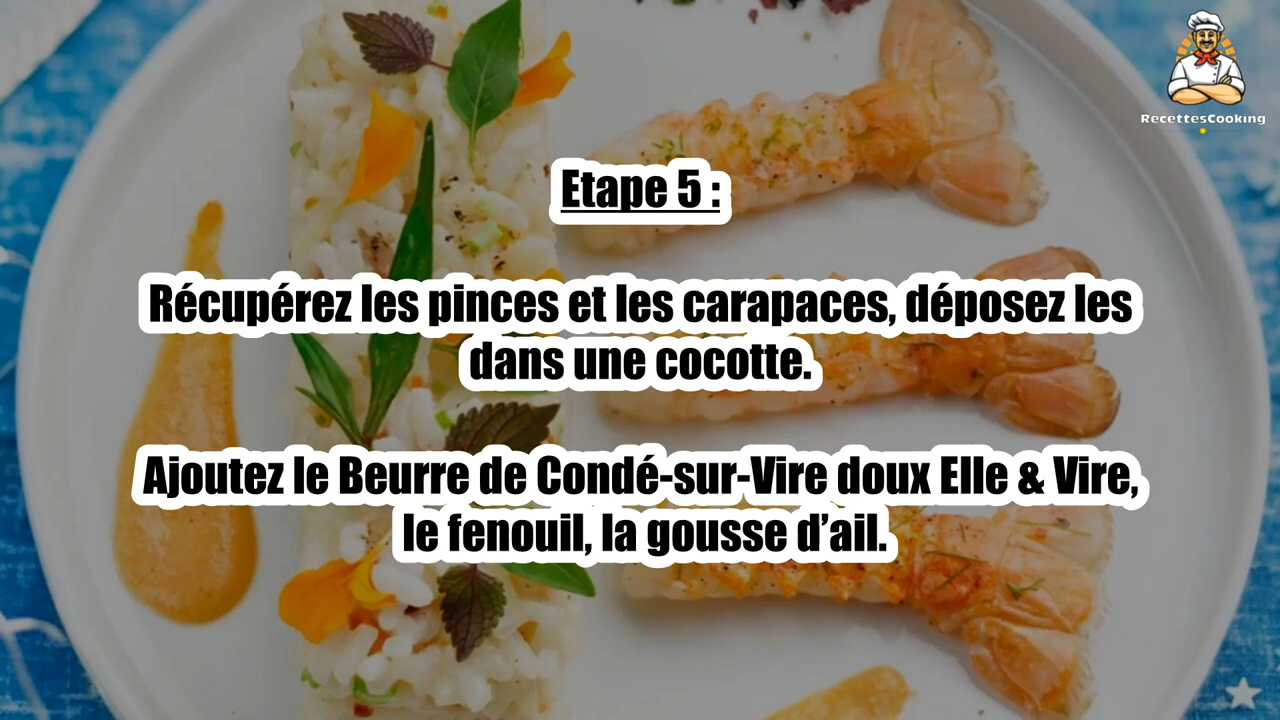 RecettesCooking
Etape 5 :
Récupérez les pinces et les carapaces, déposez les
dans une cocotte.
Ajoutez le Beurre de Condé-sur-Vire doux Elle & Vire,
le fenouil, la gousse d’ail.